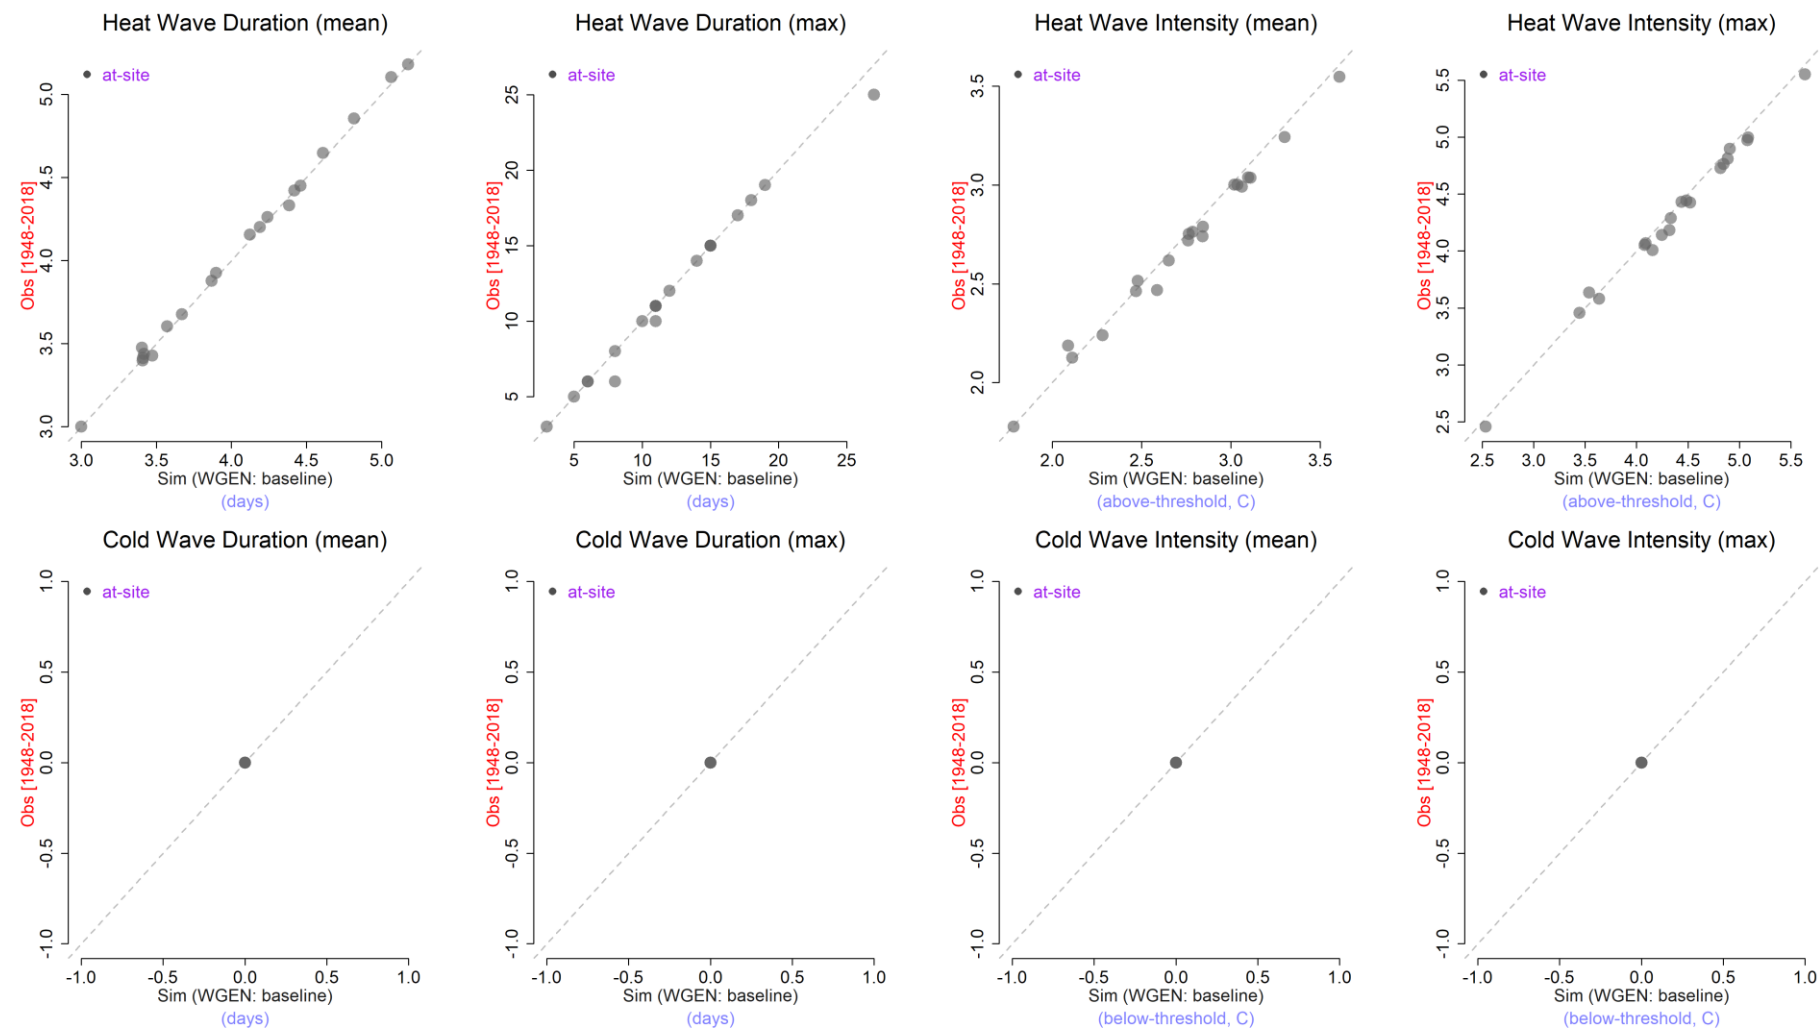 Heat Wave Duration (mean)
at-site
Obs [1948-2018]
5.0
4.5
4.0
3.5
3.0
3.0 3.5 4.0 4.5 5.0
Sim (WGEN: baseline)
(days)
Heat Wave Duration (max)
at-site
Obs [1948-2018]
25
20
15
10
5
5 10 15 20 25
Sim (WGEN: baseline)
(days)
Heat Wave Intensity (mean)
at-site
Obs [1948-2018]
3.5
3.0
2.5
2.0
2.0 2.5 3.0 3.5
Sim (WGEN: baseline)
(above-threshold, C)
Heat Wave Intensity (max)
at-site
Obs [1948-2018]
5.5
5.0
4.5
4.0
3.5
3.0
2.5
2.5 3.0 3.5 4.0 4.5 5.0 5.5
Sim (WGEN: baseline)
(above-threshold, C)
Cold Wave Duration (mean)
at-site
Obs [1948-2018]
1.0
0.5
0.0
-0.5
-1.0
-1.0 -0.5 0.0 0.5 1.0
Sim (WGEN: baseline)
(days)
Cold Wave Duration (max)
at-site
Obs [1948-2018]
1.0
0.5
0.0
-0.5
-1.0
-1.0 -0.5 0.0 0.5 1.0
Sim (WGEN: baseline)
(days)
Cold Wave Intensity (mean)
at-site
Obs [1948-2018]
1.0
0.5
0.0
-0.5
-1.0
-1.0 -0.5 0.0 0.5 1.0
Sim (WGEN: baseline)
(below-threshold, C)
Cold Wave Intensity (max)
at-site
Obs [1948-2018]
1.0
0.5
0.0
-0.5
-1.0
-1.0 -0.5 0.0 0.5 1.0
Sim (WGEN: baseline)
(below-threshold, C)